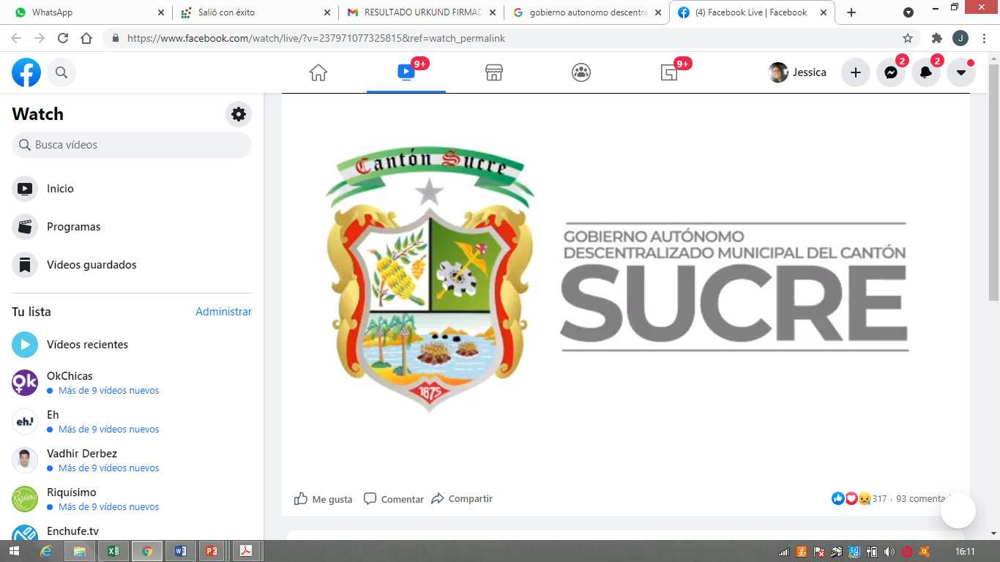 WhatsApp
Salió con éxito
RESULTADO URKUND FIRMAD
gobierno autonomo descentra
(4) Facebook Live | Facebook
https://www.facebook.com/watch/live/?v=237971077325815&ref=watch_permalink
J
9+
9+
Jessica
2
2
Watch
Busca vídeos
Inicio
Programas
Vídeos guardados
Tu lista
Administrar
Vídeos recientes
OkChicas
Más de 9 vídeos nuevos
Eh
Más de 9 vídeos nuevos
Vadhir Derbez
Más de 9 vídeos nuevos
Riquísimo
Más de 9 vídeos nuevos
Enchufe.tv
ok
eh!
Cantón Sucre
1875
GOBIERNO AUTÓNOMO
DESCENTRALIZADO MUNICIPAL DEL CANTÓN
SUCRE
Me gusta
Comentar
Compartir
317 · 93 comenta
16:11